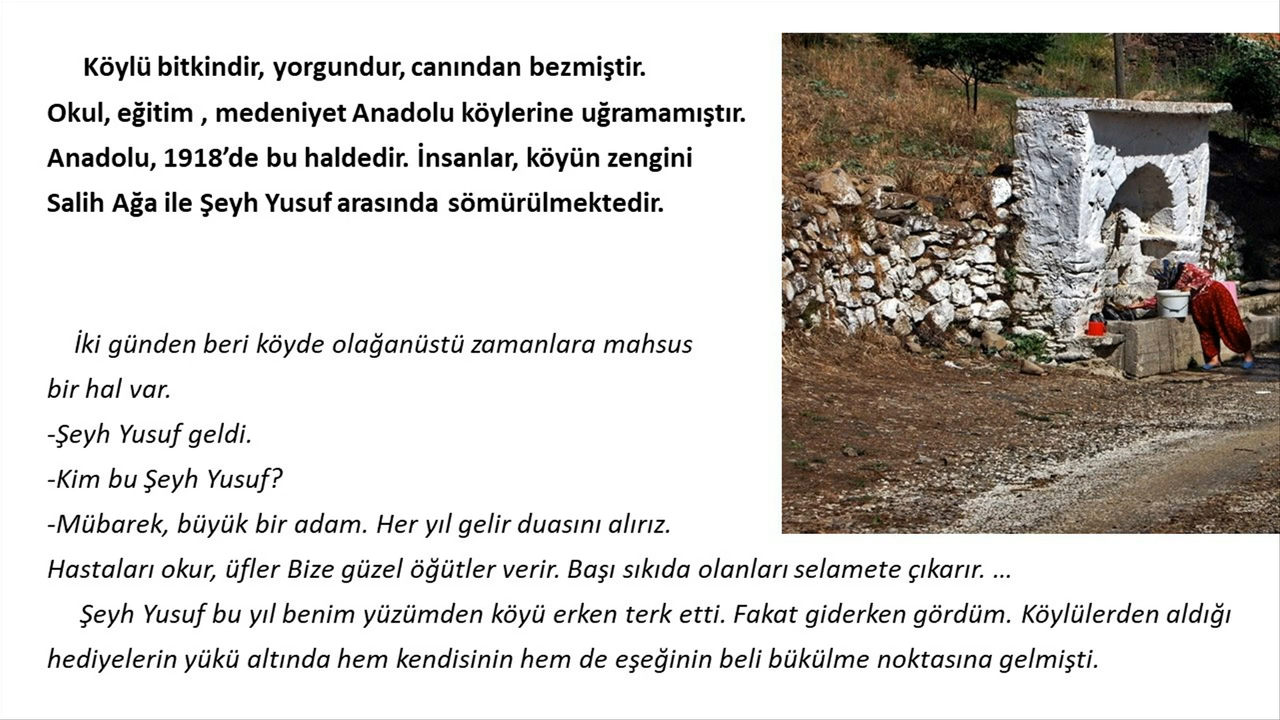 Köylü bitkindir, yorgundur, canından bezmiştir.
Okul, eğitim , medeniyet Anadolu köylerine uğramamıştır.
Anadolu, 1918’de bu haldedir. İnsanlar, köyün zengini
Salih Ağa ile Şeyh Yusuf arasında sömürülmektedir.
İki günden beri köyde olağanüstü zamanlara mahsus
bir hal var.
-Şeyh Yusuf geldi.
-Kim bu Şeyh Yusuf?
-Mübarek, büyük bir adam. Her yıl gelir duasını alırız.
Hastaları okur, üfler Bize güzel öğütler verir. Başı sıkıda olanları selamete çıkarır. …
Şeyh Yusuf bu yıl benim yüzümden köyü erken terk etti. Fakat giderken gördüm. Köylülerden aldığı
hediyelerin yükü altında hem kendisinin hem de eşeğinin beli bükülme noktasına gelmişti.